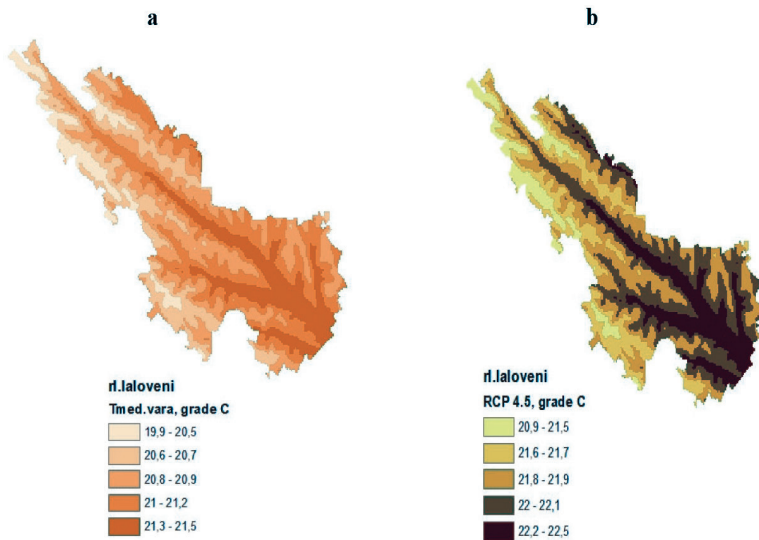 a
b
rl.Ialoveni
Tmed.vara, grade C
19,9 - 20,5
20,6 - 20,7
20,8 - 20,9
21 - 21,2
21,3 - 21,5
rl.Ialoveni
RCP 4.5, grade C
20,9 - 21,5
21,6 - 21,7
21,8 - 21,9
22 - 22,1
22,2 - 22,5